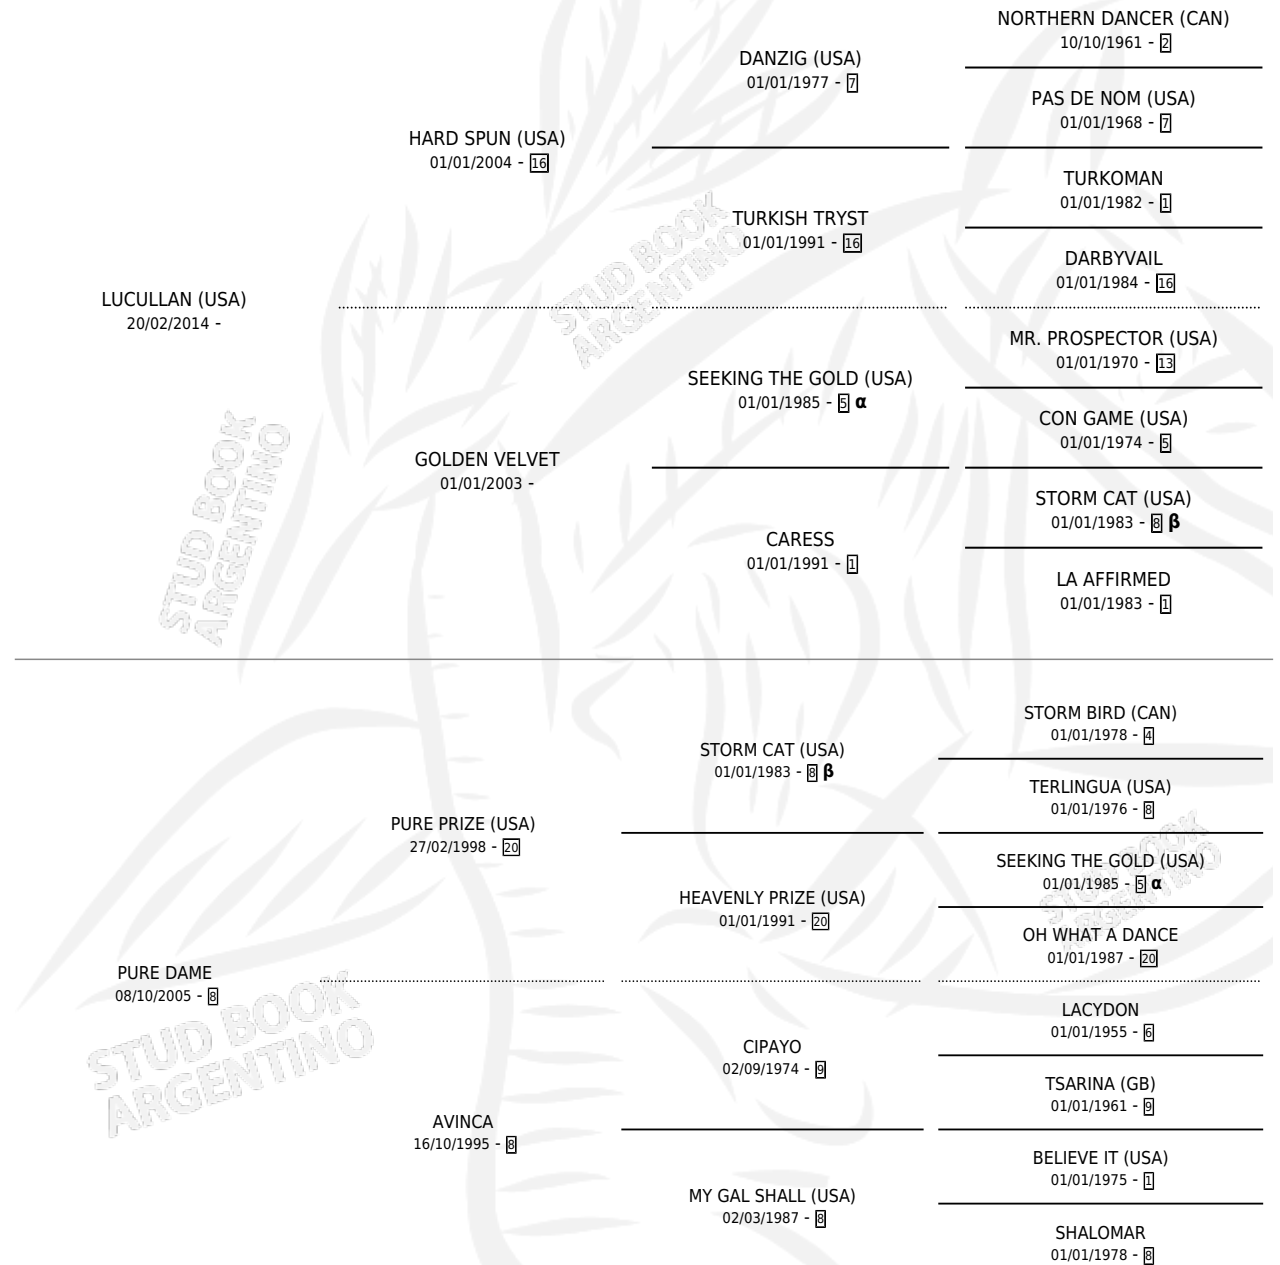 NORTHERN DANCER (CAN)
10/10/1961 - 2
DANZIG (USA)
01/01/1977 - 7
PAS DE NOM (USA)
01/01/1968 - 7
HARD SPUN (USA)
01/01/2004 - 16
TURKOMAN
01/01/1982 - 1
TURKISH TRYST
01/01/1991 - 16
DARBYVAIL
01/01/1984 - 16
LUCULLAN (USA)
20/02/2014 -
MR. PROSPECTOR (USA)
01/01/1970 - 13
SEEKING THE GOLD (USA)
01/01/1985 - 5 α
CON GAME (USA)
01/01/1974 - 5
GOLDEN VELVET
01/01/2003 -
STORM CAT (USA)
01/01/1983 - 8 β
CARESS
01/01/1991 - 1
LA AFFIRMED
01/01/1983 - 1
STORM BIRD (CAN)
01/01/1978 - 4
STORM CAT (USA)
01/01/1983 - 8 β
TERLINGUA (USA)
01/01/1976 - 8
PURE PRIZE (USA)
27/02/1998 - 20
SEEKING THE GOLD (USA)
01/01/1985 - 5 α
HEAVENLY PRIZE (USA)
01/01/1991 - 20
OH WHAT A DANCE
01/01/1987 - 20
PURE DAME
08/10/2005 - 8
LACYDON
01/01/1955 - 6
CIPAYO
02/09/1974 - 9
TSARINA (GB)
01/01/1961 - 9
AVINCA
16/10/1995 - 8
BELIEVE IT (USA)
01/01/1975 - 1
MY GAL SHALL (USA)
02/03/1987 - 8
SHALOMAR
01/01/1978 - 8
STUD BOOK
ARGENTINO
STUD BOOK
ARGENTINO
STUD BOOK
ARGENTINO
STUD BOOK
ARGENTINO